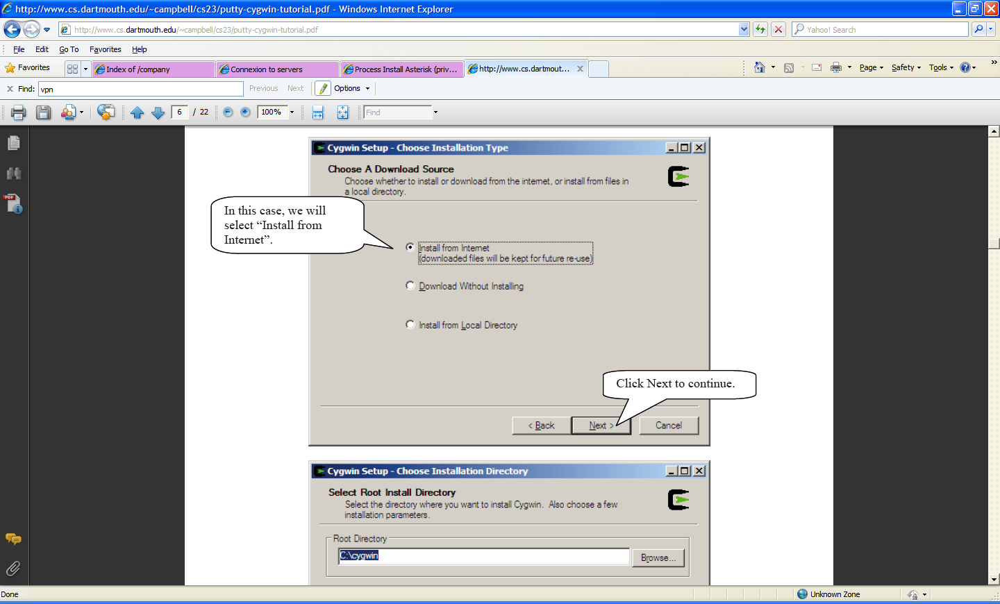 http://www.cs.dartmouth.edu/~campbell/cs23/putty-cygwin-tutorial.pdf - Windows Internet Explorer
http://www.cs.dartmouth.edu/~campbell/cs23/putty-cygwin-tutorial.pdf
Yahoo! Search
File Edit Go To Favorites Help
Favorites
Index of /company
Connexion to servers
Process Install Asterisk (priv...
http://www.cs.dartmout...
Page Safety Tools
Find: vpn
Previous Next
Options
6 / 22
100%
Find
Cygwin Setup - Choose Installation Type
Choose A Download Source
Choose whether to install or download from the internet, or install from files in
a local directory.
In this case, we will
select “Install from
Internet”.
Install from Internet
(downloaded files will be kept for future re-use)
Download Without Installing
Install from Local Directory
Click Next to continue.
< Back
Next >
Cancel
Cygwin Setup - Choose Installation Directory
Select Root Install Directory
Select the directory where you want to install Cygwin. Also choose a few
installation parameters.
Root Directory
C:\cygwin
Browse...
Done
Unknown Zone